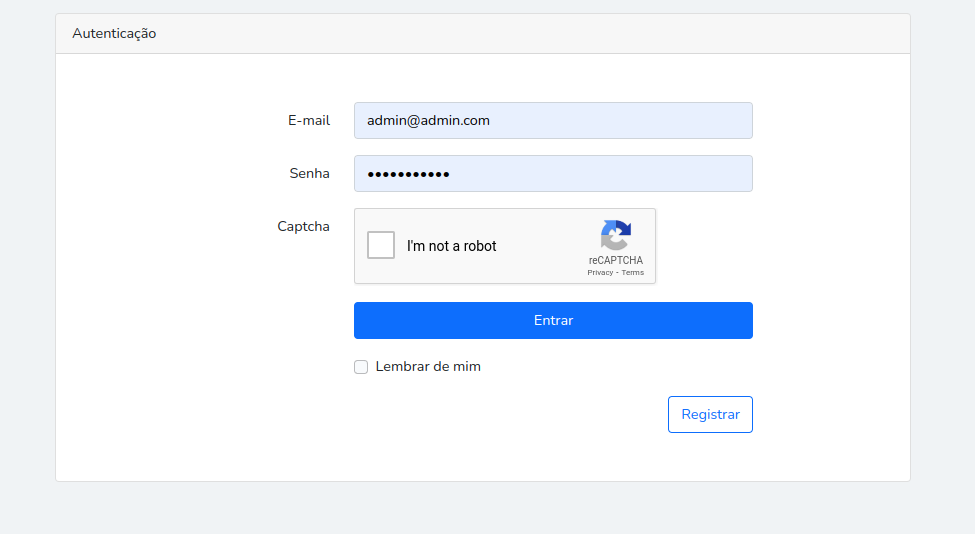 Autenticação
E-mail
admin@admin.com
Senha
•••••••••••
Captcha
I'm not a robot
reCAPTCHA
Privacy - Terms
Entrar
Lembrar de mim
Registrar